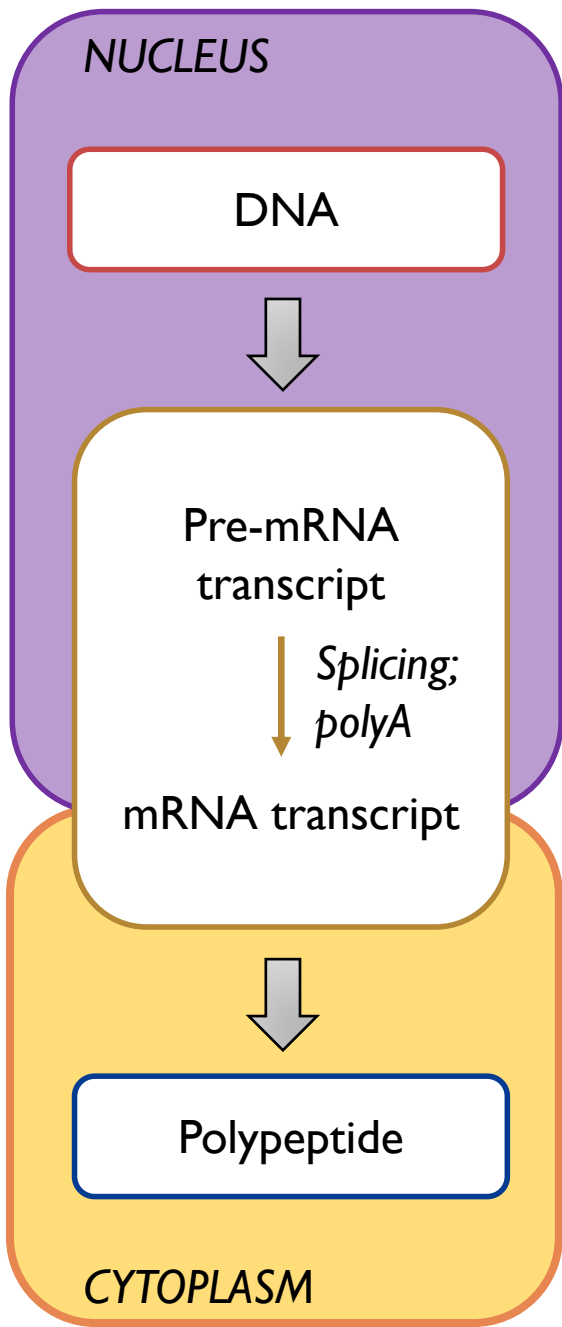 NUCLEUS
DNA
Pre-mRNA
transcript
Splicing;
polyA
mRNA transcript
Polypeptide
CYTOPLASM